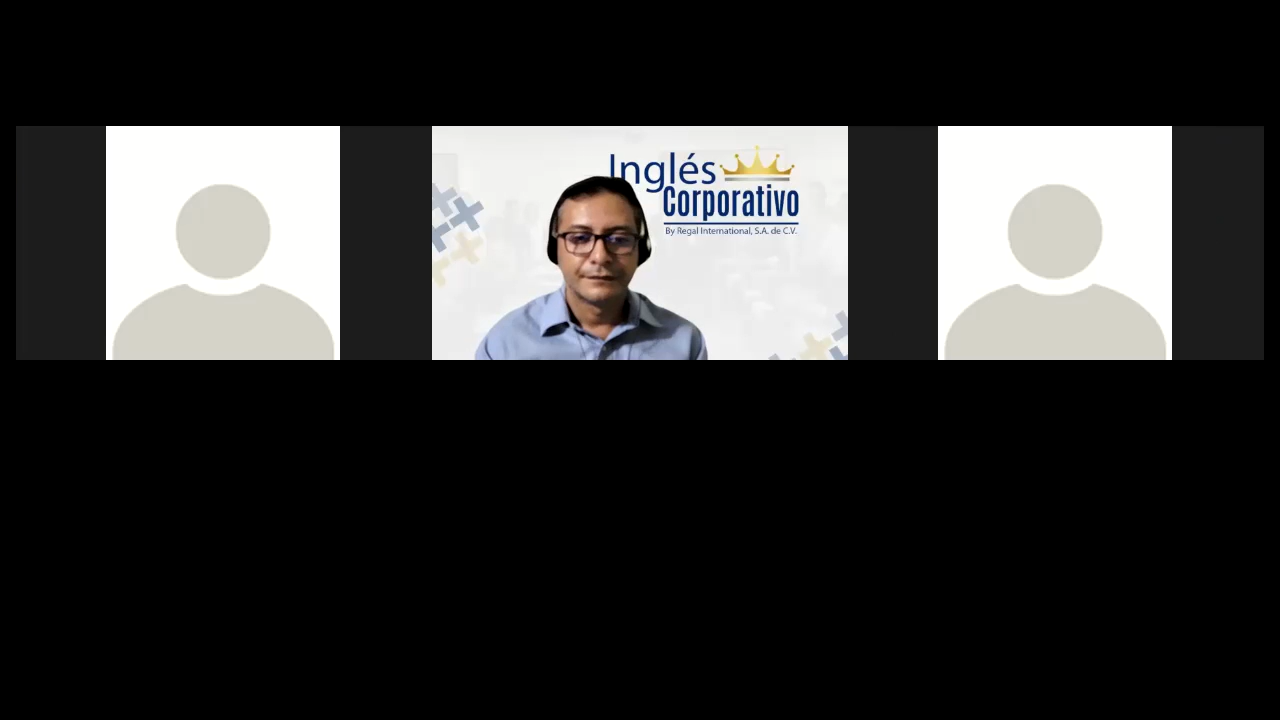 Inglés
Corporativo
By Regal International, S.A. de C.V.